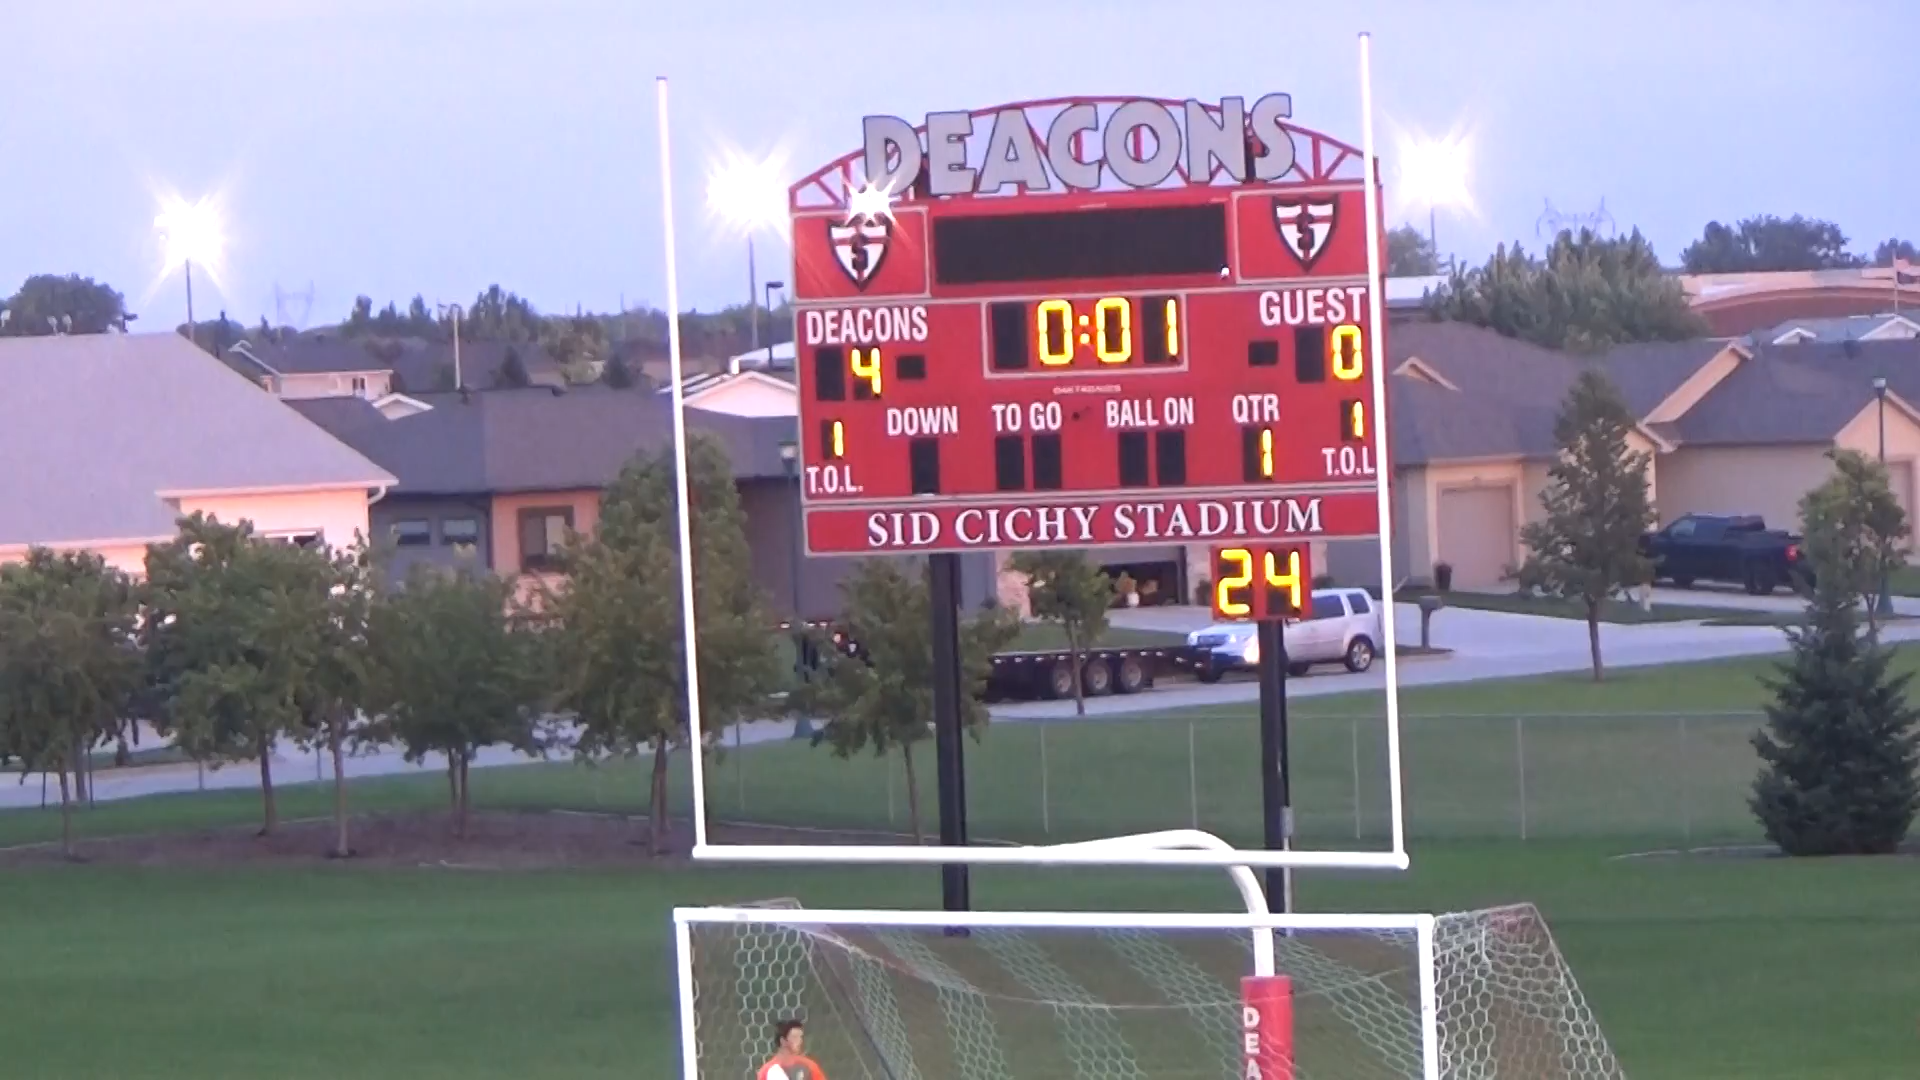 DEACONS
S S
DEACONS 0:01 GUEST
4 0
DOWN TO GO BALL ON QTR
1 1 1
T.O.L. T.O.L
SID CICHY STADIUM
24
DEA